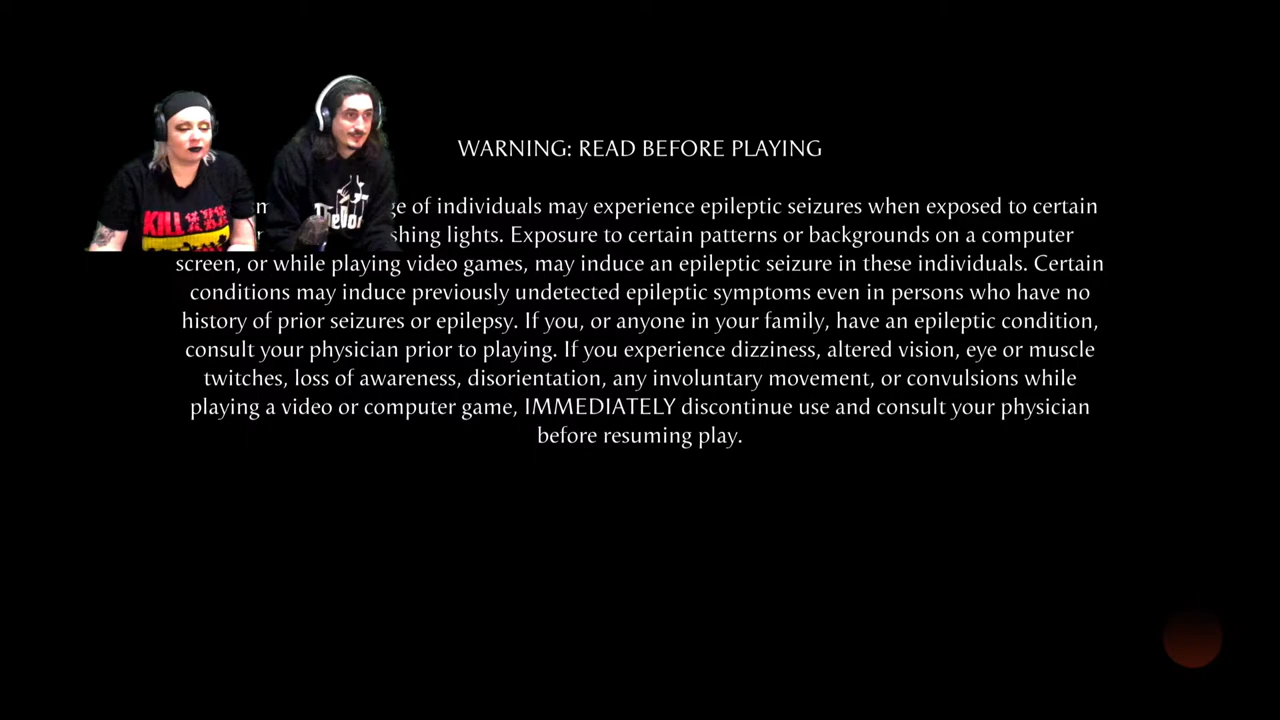 WARNING: READ BEFORE PLAYING
of individuals may experience epileptic seizures when exposed to certain
lights. Exposure to certain patterns or backgrounds on a computer
screen, or while playing video games, may induce an epileptic seizure in these individuals. Certain
conditions may induce previously undetected epileptic symptoms even in persons who have no
history of prior seizures or epilepsy. If you, or anyone in your family, have an epileptic condition,
consult your physician prior to playing. If you experience dizziness, altered vision, eye or muscle
twitches, loss of awareness, disorientation, any involuntary movement, or convulsions while
playing a video or computer game, IMMEDIATELY discontinue use and consult your physician
before resuming play.
KILL